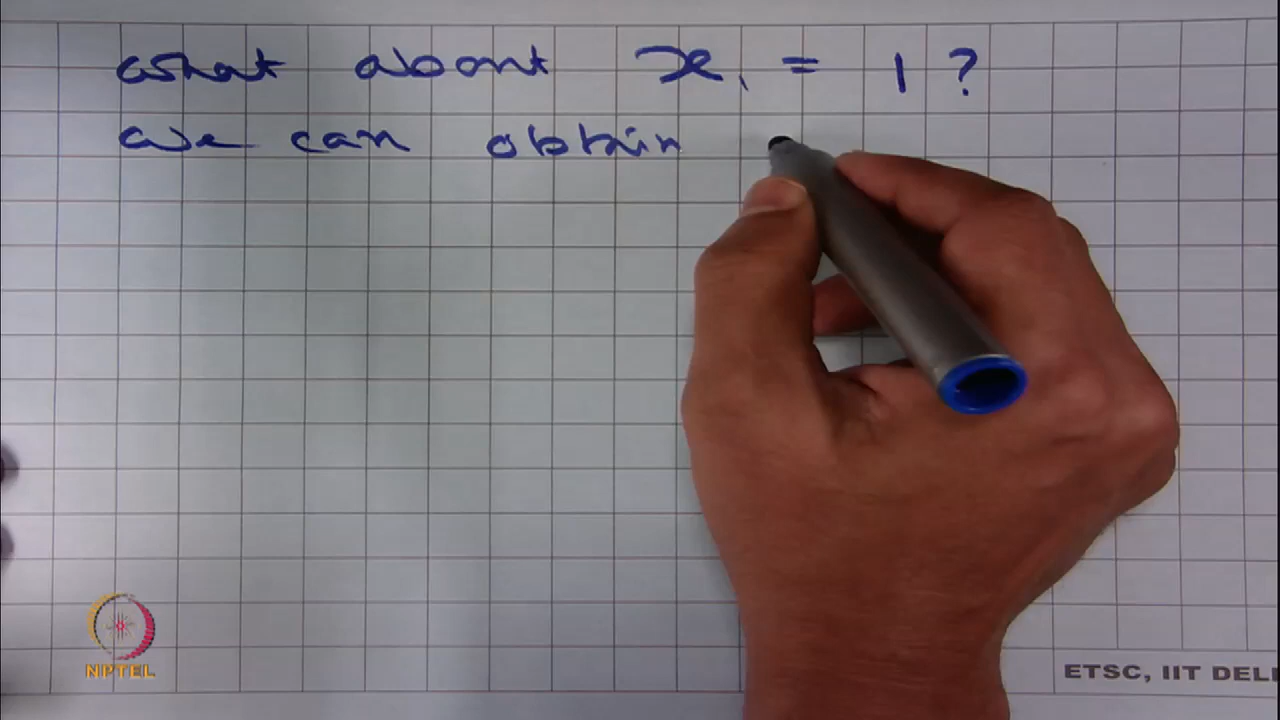 what about x₁ = 1 ?
we can obtain
NPTEL
ETSC, IIT DEL